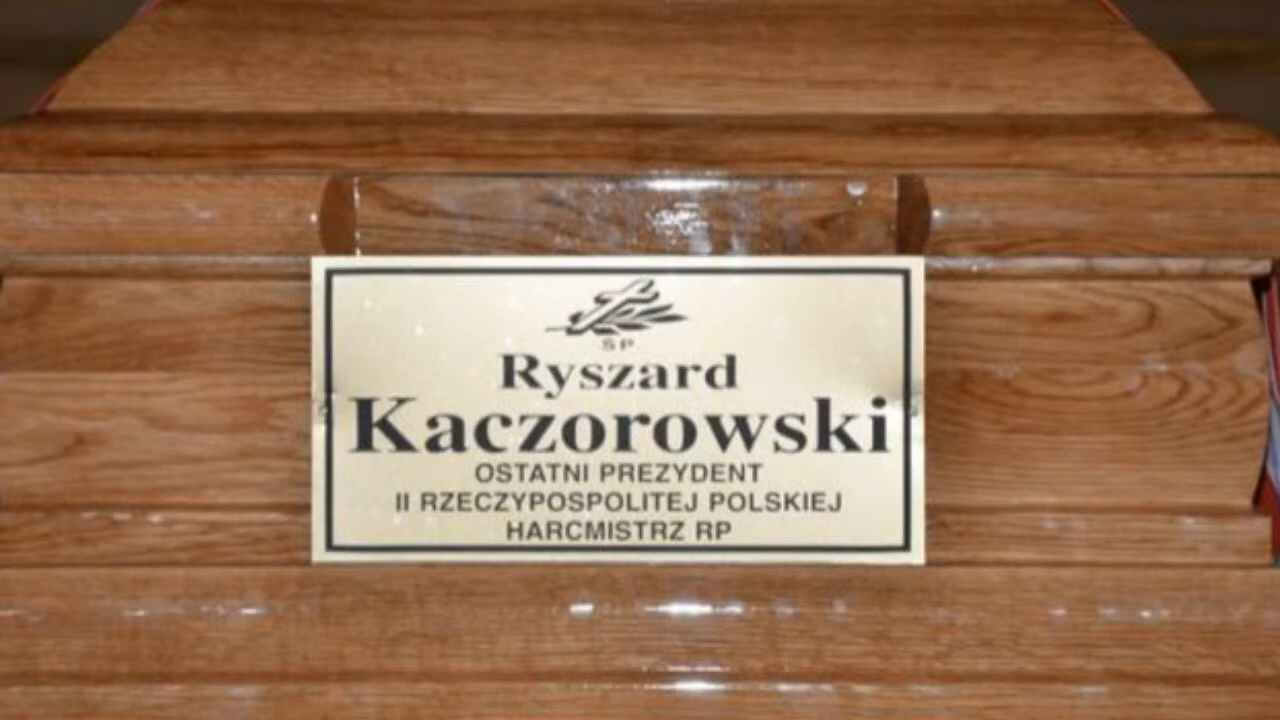 SP
Ryszard
Kaczorowski
OSTATNI PREZYDENT
II RZECZYPOSPOLITEJ POLSKIEJ
HARCMISTRZ RP